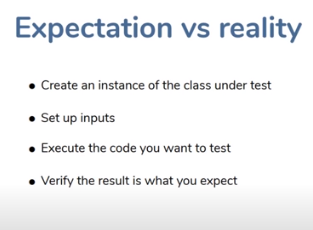 Expectation vs reality
● Create an instance of the class under test
● Set up inputs
● Execute the code you want to test
● Verify the result is what you expect